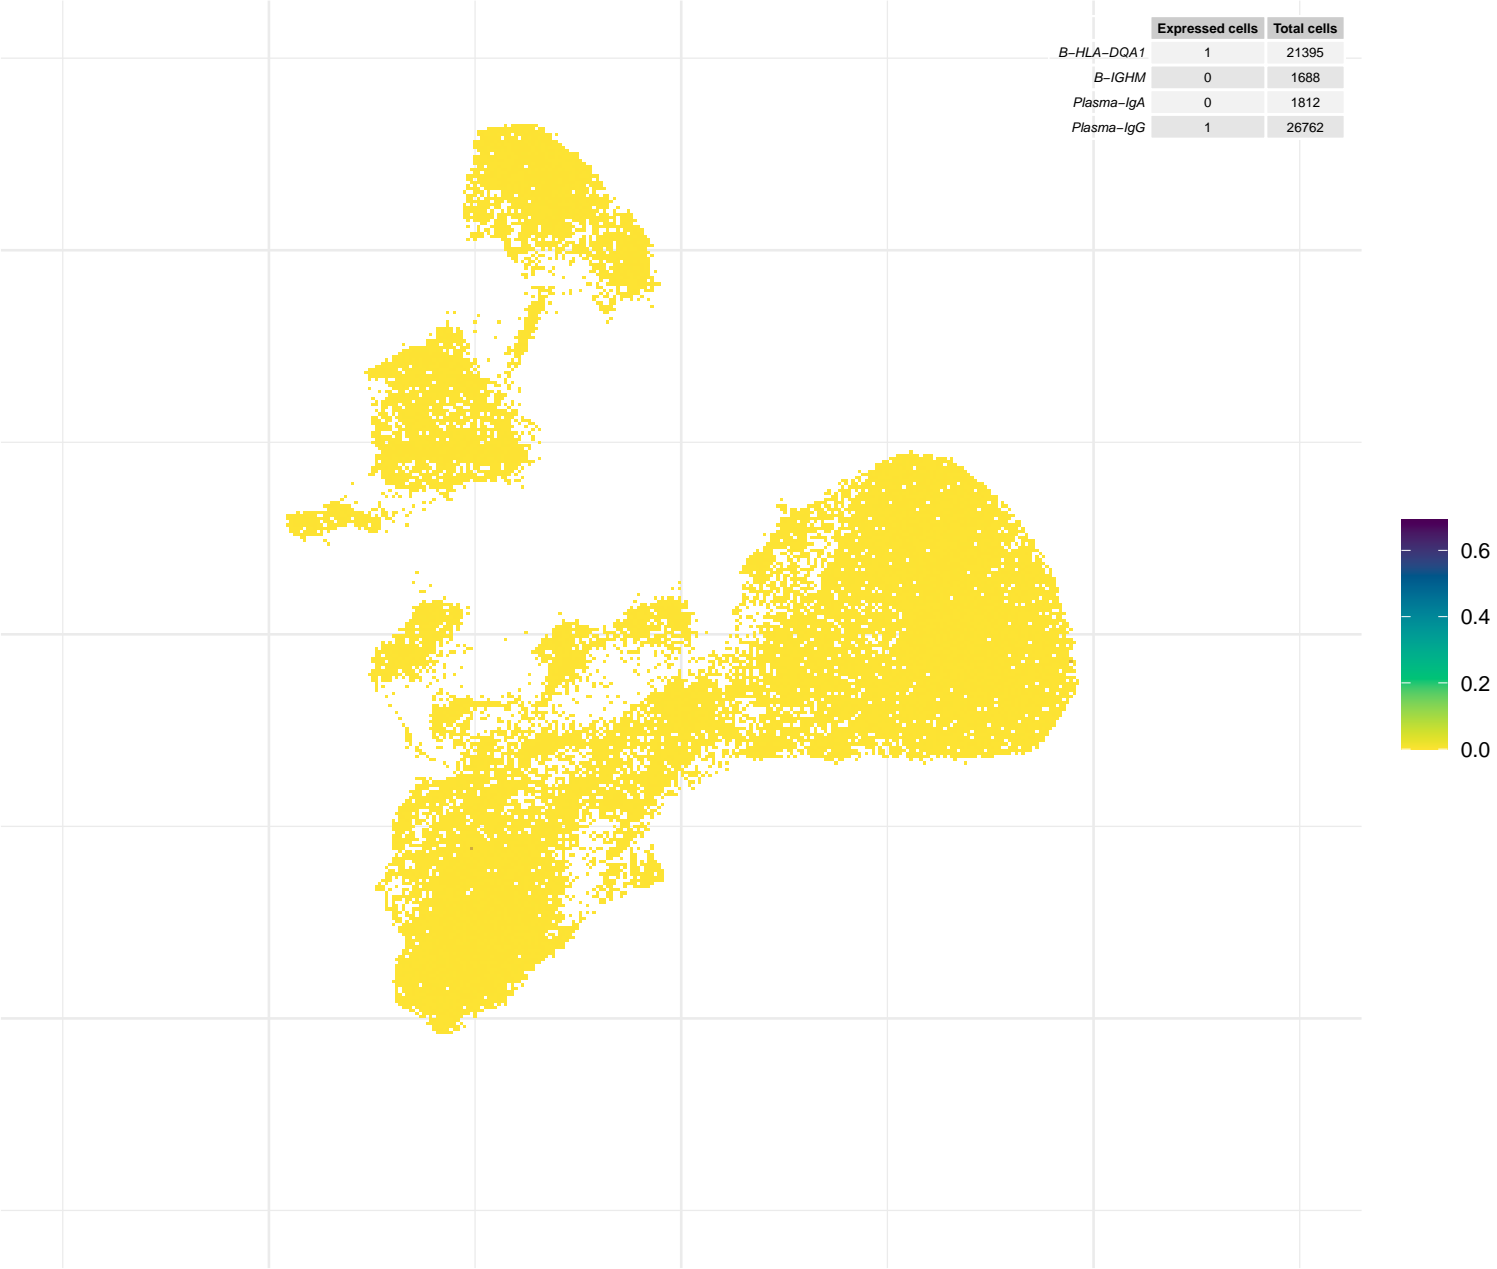 Expressed cells Total cells
B−HLA−DQA1 1 21395
B−IGHM 0 1688
Plasma−IgA 0 1812
Plasma−IgG 1 26762
0.6
0.4
0.2
0.0